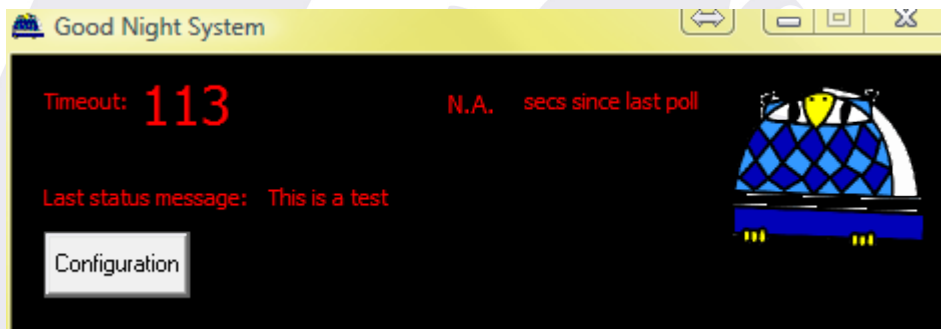 Good Night System
Timeout: 113 N.A. secs since last poll
Last status message: This is a test
Configuration